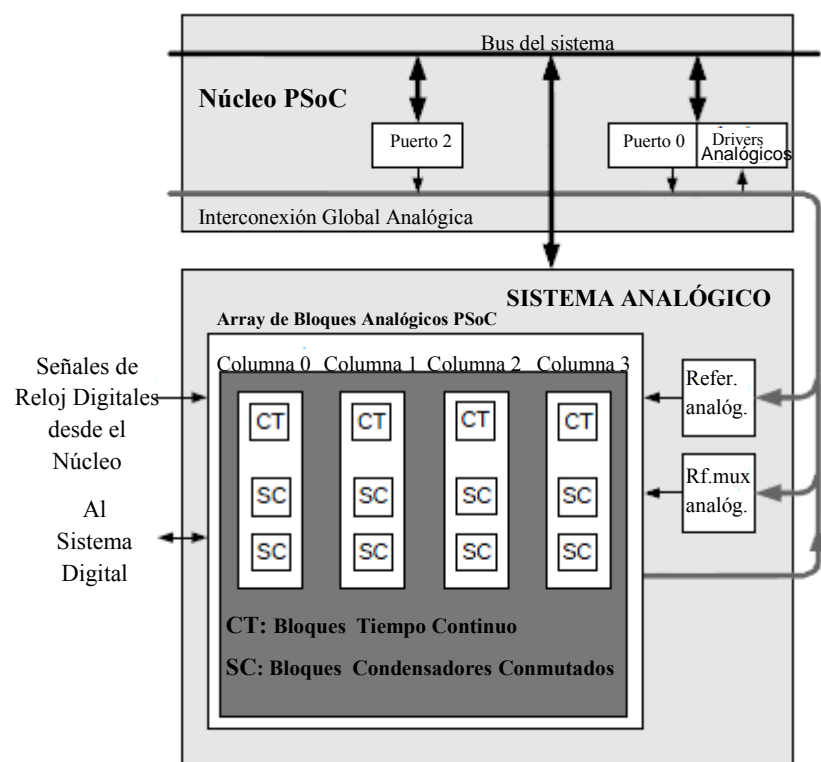 Bus del sistema
Núcleo PSoC
Puerto 2
Puerto 0
Drivers
Analógicos
Interconexión Global Analógica
SISTEMA ANALÓGICO
Array de Bloques Analógicos PSoC
Columna 0 Columna 1 Columna 2 Columna 3
Señales de
Reloj Digitales
desde el
Núcleo
Al
Sistema
Digital
CT CT CT CT
SC SC SC SC
SC SC SC SC
CT: Bloques Tiempo Continuo
SC: Bloques Condensadores Conmutados
Refer.
analóg.
Rf.mux
analóg.